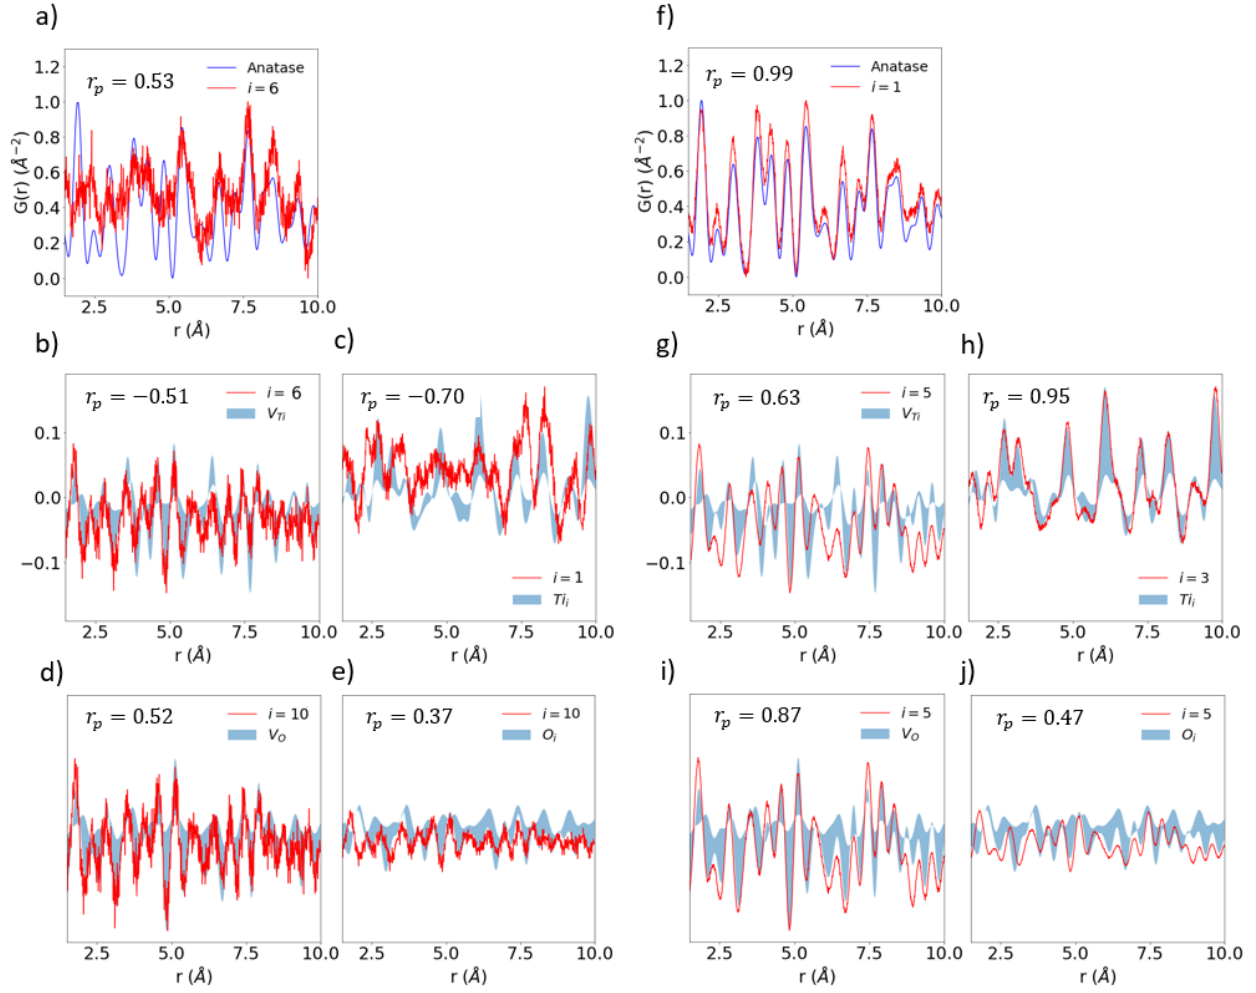 a)
1.2
1.0
0.8
0.6
0.4
0.2
0.0
G(r) (Å⁻²)
r_p = 0.53
Anatase
i = 6
2.5 5.0 7.5 10.0
r (Å)
f)
1.2
1.0
0.8
0.6
0.4
0.2
0.0
G(r) (Å⁻²)
r_p = 0.99
Anatase
i = 1
2.5 5.0 7.5 10.0
r (Å)
b)
0.1
0.0
−0.1
r_p = −0.51
i = 6
V_Ti
2.5 5.0 7.5 10.0
r (Å)
c)
r_p = −0.70
i = 1
Ti_i
2.5 5.0 7.5 10.0
r (Å)
g)
0.1
0.0
−0.1
r_p = 0.63
i = 5
V_Ti
2.5 5.0 7.5 10.0
r (Å)
h)
r_p = 0.95
i = 3
Ti_i
2.5 5.0 7.5 10.0
r (Å)
d)
r_p = 0.52
i = 10
V_O
2.5 5.0 7.5 10.0
r (Å)
e)
r_p = 0.37
i = 10
O_i
2.5 5.0 7.5 10.0
r (Å)
i)
r_p = 0.87
i = 5
V_O
2.5 5.0 7.5 10.0
r (Å)
j)
r_p = 0.47
i = 5
O_i
2.5 5.0 7.5 10.0
r (Å)